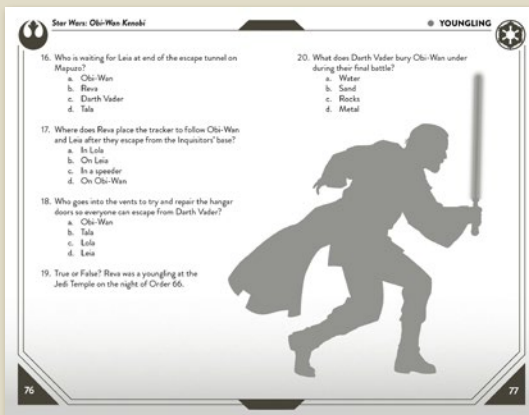 Star Wars: Obi-Wan Kenobi
YOUNGLING
16. Who is waiting for Leia at end of the escape tunnel on
Mapuzo?
a. Obi-Wan
b. Reva
c. Darth Vader
d. Tala
17. Where does Reva place the tracker to follow Obi-Wan
and Leia after they escape from the Inquisitors' base?
a. In Lola
b. On Leia
c. In a speeder
d. On Obi-Wan
18. Who goes into the vents to try and repair the hangar
doors so everyone can escape from Darth Vader?
a. Obi-Wan
b. Tala
c. Lola
d. Leia
19. True or False? Reva was a youngling at the
Jedi Temple on the night of Order 66.
20. What does Darth Vader bury Obi-Wan under
during their final battle?
a. Water
b. Sand
c. Rocks
d. Metal
76
77